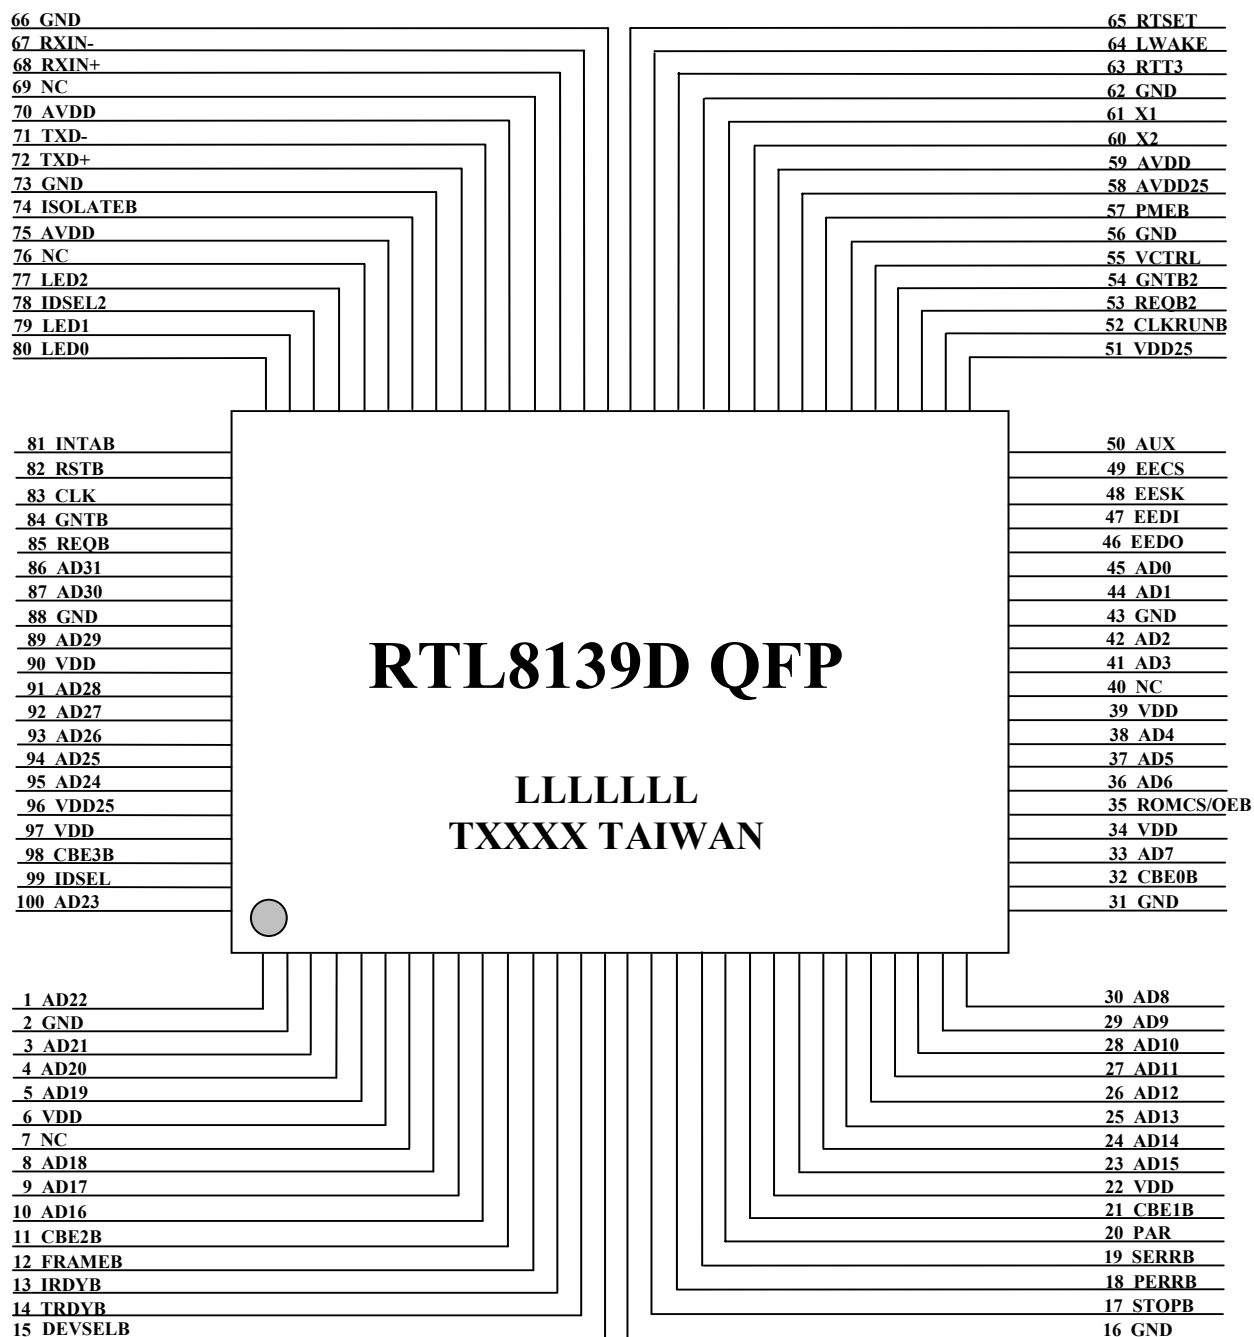 66 GND
67 RXIN-
68 RXIN+
69 NC
70 AVDD
71 TXD-
72 TXD+
73 GND
74 ISOLATEB
75 AVDD
76 NC
77 LED2
78 IDSEL2
79 LED1
80 LED0
65 RTSET
64 LWAKE
63 RTT3
62 GND
61 X1
60 X2
59 AVDD
58 AVDD25
57 PMEB
56 GND
55 VCTRL
54 GNTB2
53 REQB2
52 CLKRUNB
51 VDD25
81 INTAB
82 RSTB
83 CLK
84 GNTB
85 REQB
86 AD31
87 AD30
88 GND
89 AD29
90 VDD
91 AD28
92 AD27
93 AD26
94 AD25
95 AD24
96 VDD25
97 VDD
98 CBE3B
99 IDSEL
100 AD23
RTL8139D QFP
LLLLLLL
TXXXX TAIWAN
50 AUX
49 EECS
48 EESK
47 EEDI
46 EEDO
45 AD0
44 AD1
43 GND
42 AD2
41 AD3
40 NC
39 VDD
38 AD4
37 AD5
36 AD6
35 ROMCS/OEB
34 VDD
33 AD7
32 CBE0B
31 GND
1 AD22
2 GND
3 AD21
4 AD20
5 AD19
6 VDD
7 NC
8 AD18
9 AD17
10 AD16
11 CBE2B
12 FRAMEB
13 IRDYB
14 TRDYB
15 DEVSELB
30 AD8
29 AD9
28 AD10
27 AD11
26 AD12
25 AD13
24 AD14
23 AD15
22 VDD
21 CBE1B
20 PAR
19 SERRB
18 PERRB
17 STOPB
16 GND